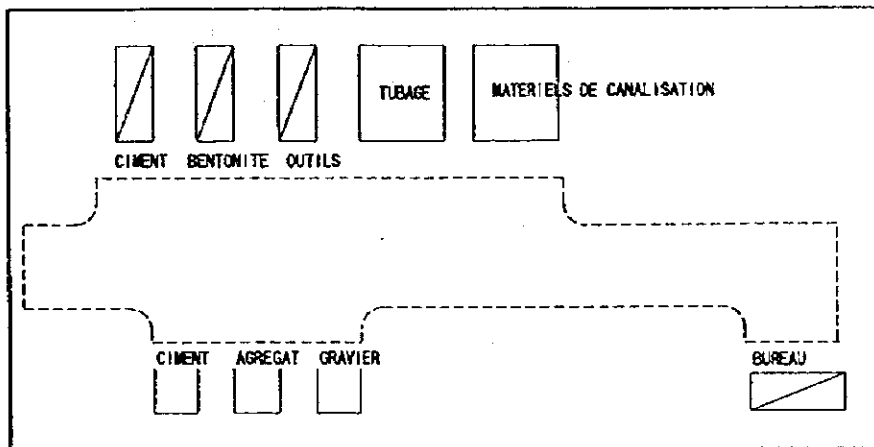 TUBAGE
MATERIELS DE CANALISATION
CIMENT
BENTONITE
OUTILS
CIMENT
AGREGAT
GRAVIER
BUREAU